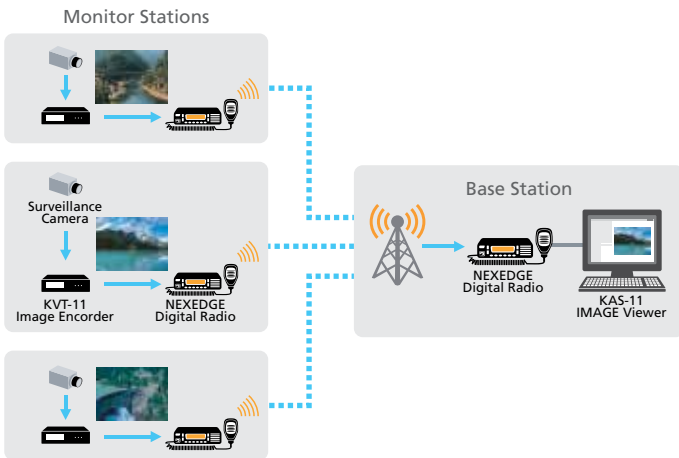 Monitor Stations
Surveillance
Camera
KVT-11
Image Encorder
NEXEDGE
Digital Radio
Base Station
NEXEDGE
Digital Radio
KAS-11
IMAGE Viewer